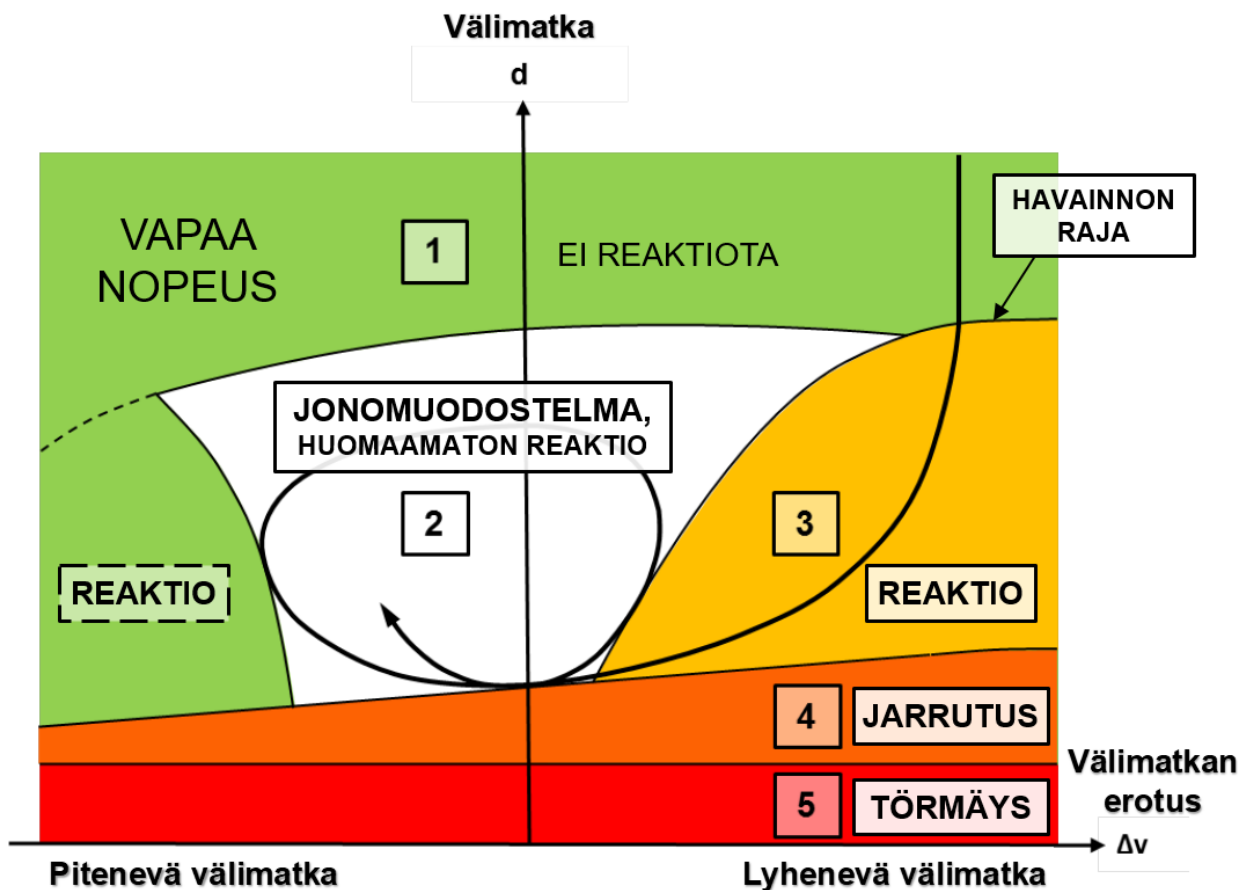 Välimatka
d
HAVAINNON
RAJA
VAPAA
NOPEUS
1
EI REAKTIOTA
JONOMUODOSTELMA,
HUOMAAMATON REAKTIO
2
3
REAKTIO
REAKTIO
4
JARRUTUS
5
TÖRMÄYS
Välimatkan
erotus
Δv
Pitenevä välimatka
Lyhenevä välimatka